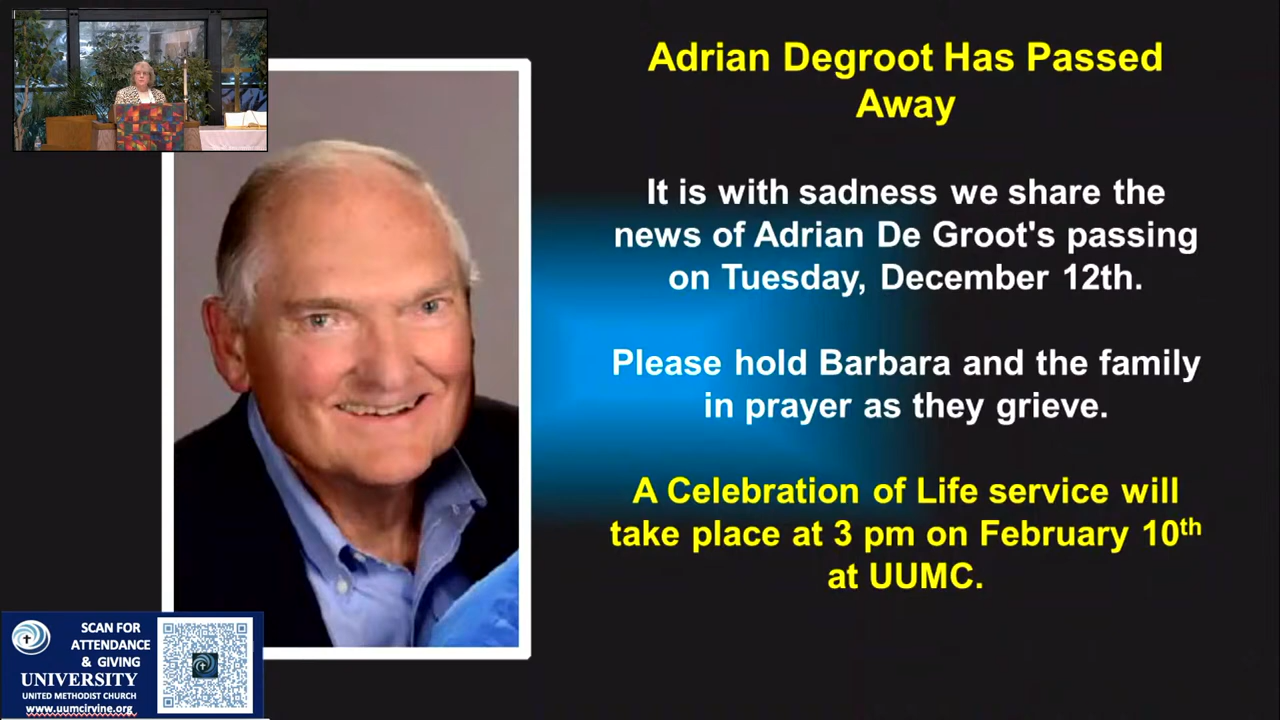 Adrian Degroot Has Passed
Away
It is with sadness we share the
news of Adrian De Groot's passing
on Tuesday, December 12th.
Please hold Barbara and the family
in prayer as they grieve.
A Celebration of Life service will
take place at 3 pm on February 10th
at UUMC.
SCAN FOR
ATTENDANCE
& GIVING
UNIVERSITY
UNITED METHODIST CHURCH
www.uumcirvine.org